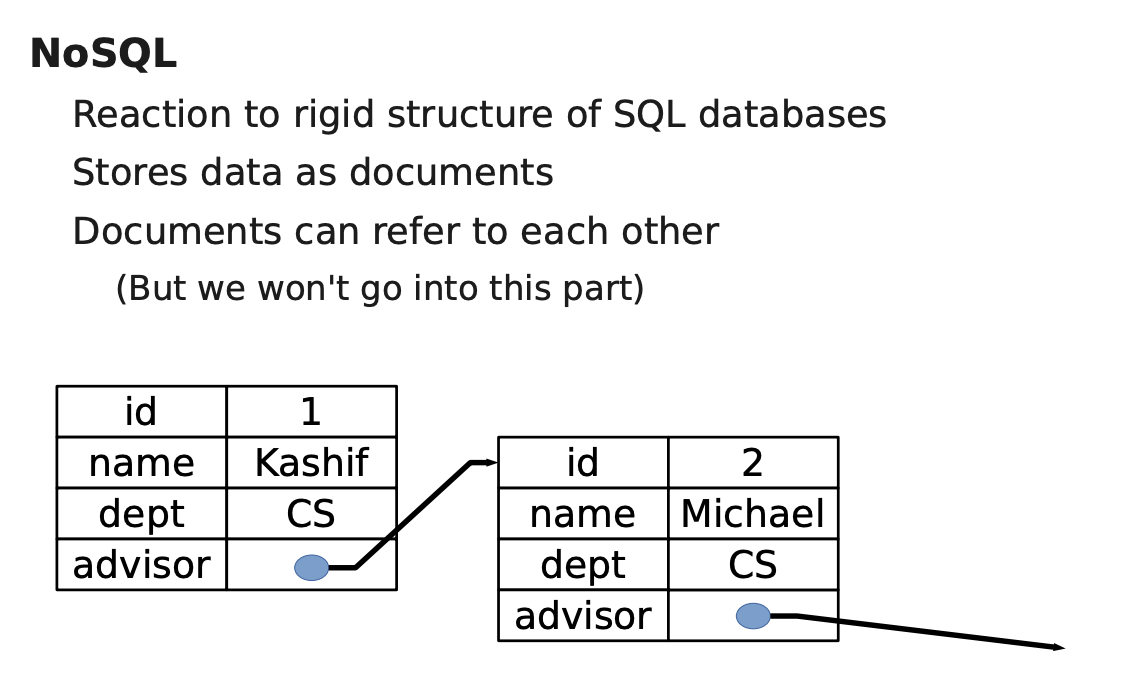 NoSQL
Reaction to rigid structure of SQL databases
Stores data as documents
Documents can refer to each other
(But we won't go into this part)
id 1
name Kashif
dept CS
advisor
id 2
name Michael
dept CS
advisor